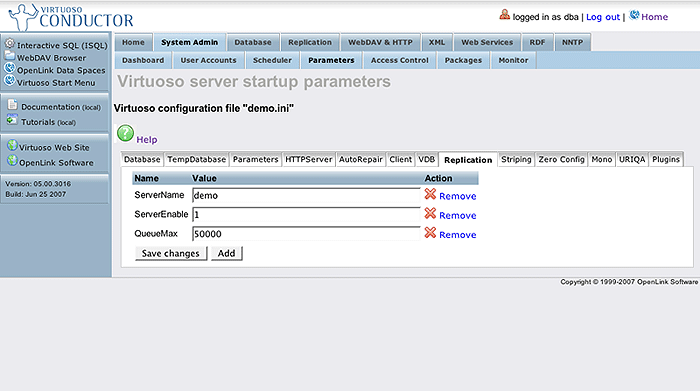 VIRTUOSO
CONDUCTOR
logged in as dba | Log out | Home
Interactive SQL (ISQL)
WebDAV Browser
OpenLink Data Spaces
Virtuoso Start Menu
Documentation (local)
Tutorials (local)
Virtuoso Web Site
OpenLink Software
Version: 05.00.3016
Build: Jun 25 2007
Home System Admin Database Replication WebDAV & HTTP XML Web Services RDF NNTP
Dashboard User Accounts Scheduler Parameters Access Control Packages Monitor
Virtuoso server startup parameters
Virtuoso configuration file "demo.ini"
? Help
Database TempDatabase Parameters HTTPServer AutoRepair Client VDB Replication Striping Zero Config Mono URIQA Plugins
Name Value Action
ServerName demo Remove
ServerEnable 1 Remove
QueueMax 50000 Remove
Save changes Add
Copyright © 1999-2007 OpenLink Software